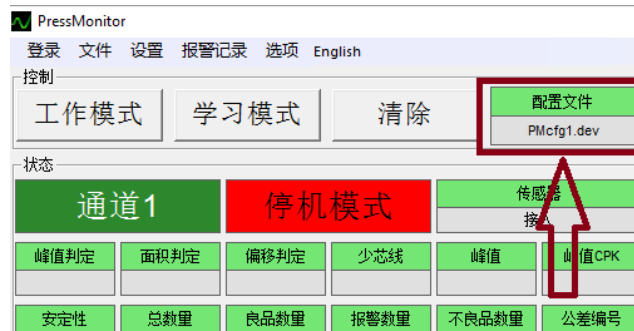 PressMonitor
登录 文件 设置 报警记录 选项 English
控制
工作模式 学习模式 清除
配置文件
PMcfg1.dev
状态
通道1 停机模式
传感器
接入
峰值判定 面积判定 偏移判定 少芯线 峰值 峰值CPK
安定性 总数量 良品数量 报警数量 不良品数量 公差编号